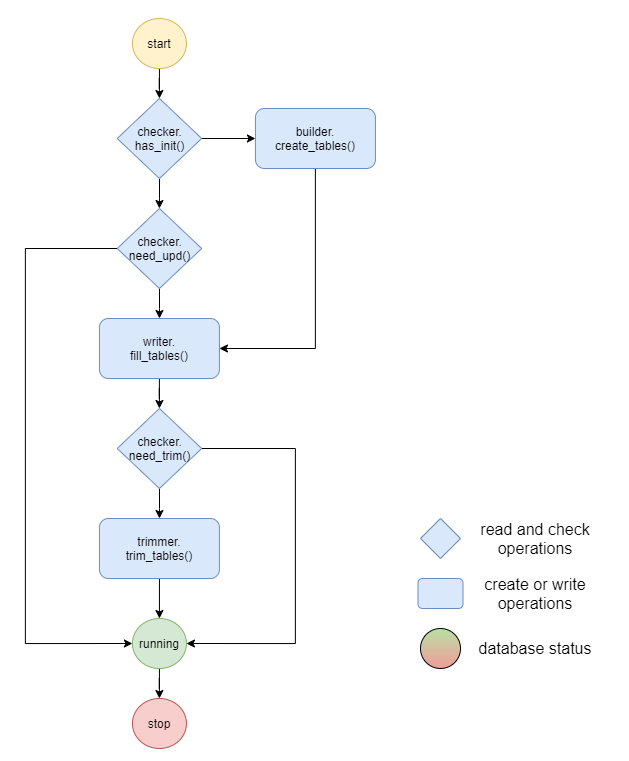 start
checker.
has_init()
builder.
create_tables()
checker.
need_upd()
writer.
fill_tables()
checker.
need_trim()
trimmer.
trim_tables()
running
stop
read and check
operations
create or write
operations
database status